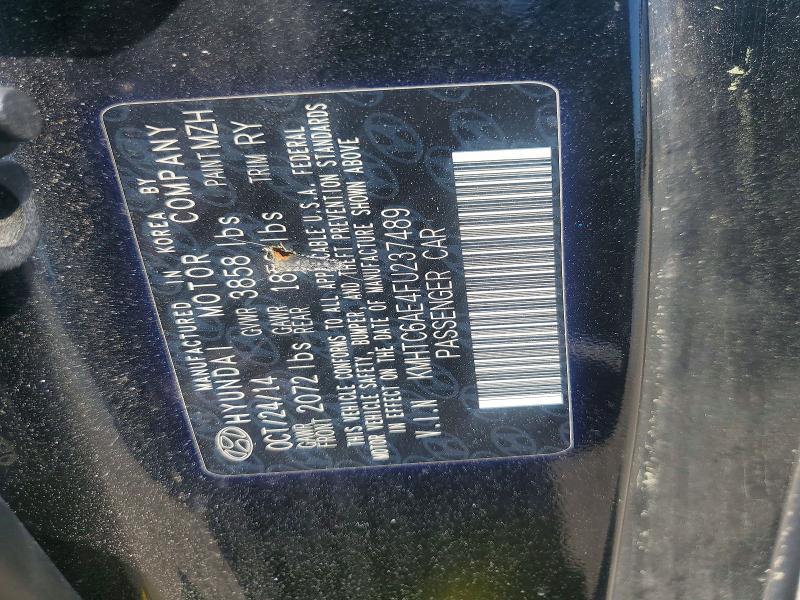 MANUFACTURED IN KOREA BY
HYUNDAI MOTOR COMPANY
OCT/24/14 GVWR 3858 lbs PAINT MZH
GAWR FRONT 2072 lbs GAWR REAR lbs TRIM RY
THIS VEHICLE CONFORMS TO ALL APPLICABLE U.S.A. FEDERAL
MOTOR VEHICLE SAFETY, BUMPER, AND THEFT PREVENTION STANDARDS
IN EFFECT ON THE DATE OF MANUFACTURE SHOWN ABOVE
V.I.N KMHTC6AE4FU237489
PASSENGER CAR